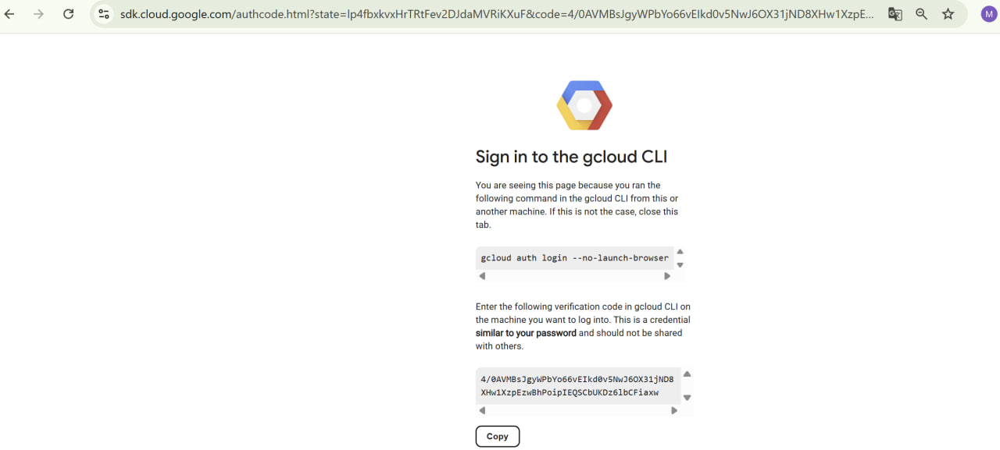 sdk.cloud.google.com/authcode.html?state=lp4fbxkvxHrTRtFev2DJdaMVRiKXuF&code=4/0AVMBsJgyWPbYo66vEIkd0v5NwJ6OX31jND8XHw1XzpE...
M
Sign in to the gcloud CLI
You are seeing this page because you ran the
following command in the gcloud CLI from this or
another machine. If this is not the case, close this
tab.
gcloud auth login --no-launch-browser
Enter the following verification code in gcloud CLI on
the machine you want to log into. This is a credential
similar to your password and should not be shared
with others.
4/0AVMBsJgyWPbYo66vEIkd0v5NwJ6OX31jND8
XHw1XzpEzwBhPoipIEQSCbUKDz6lbCFiaxw
Copy